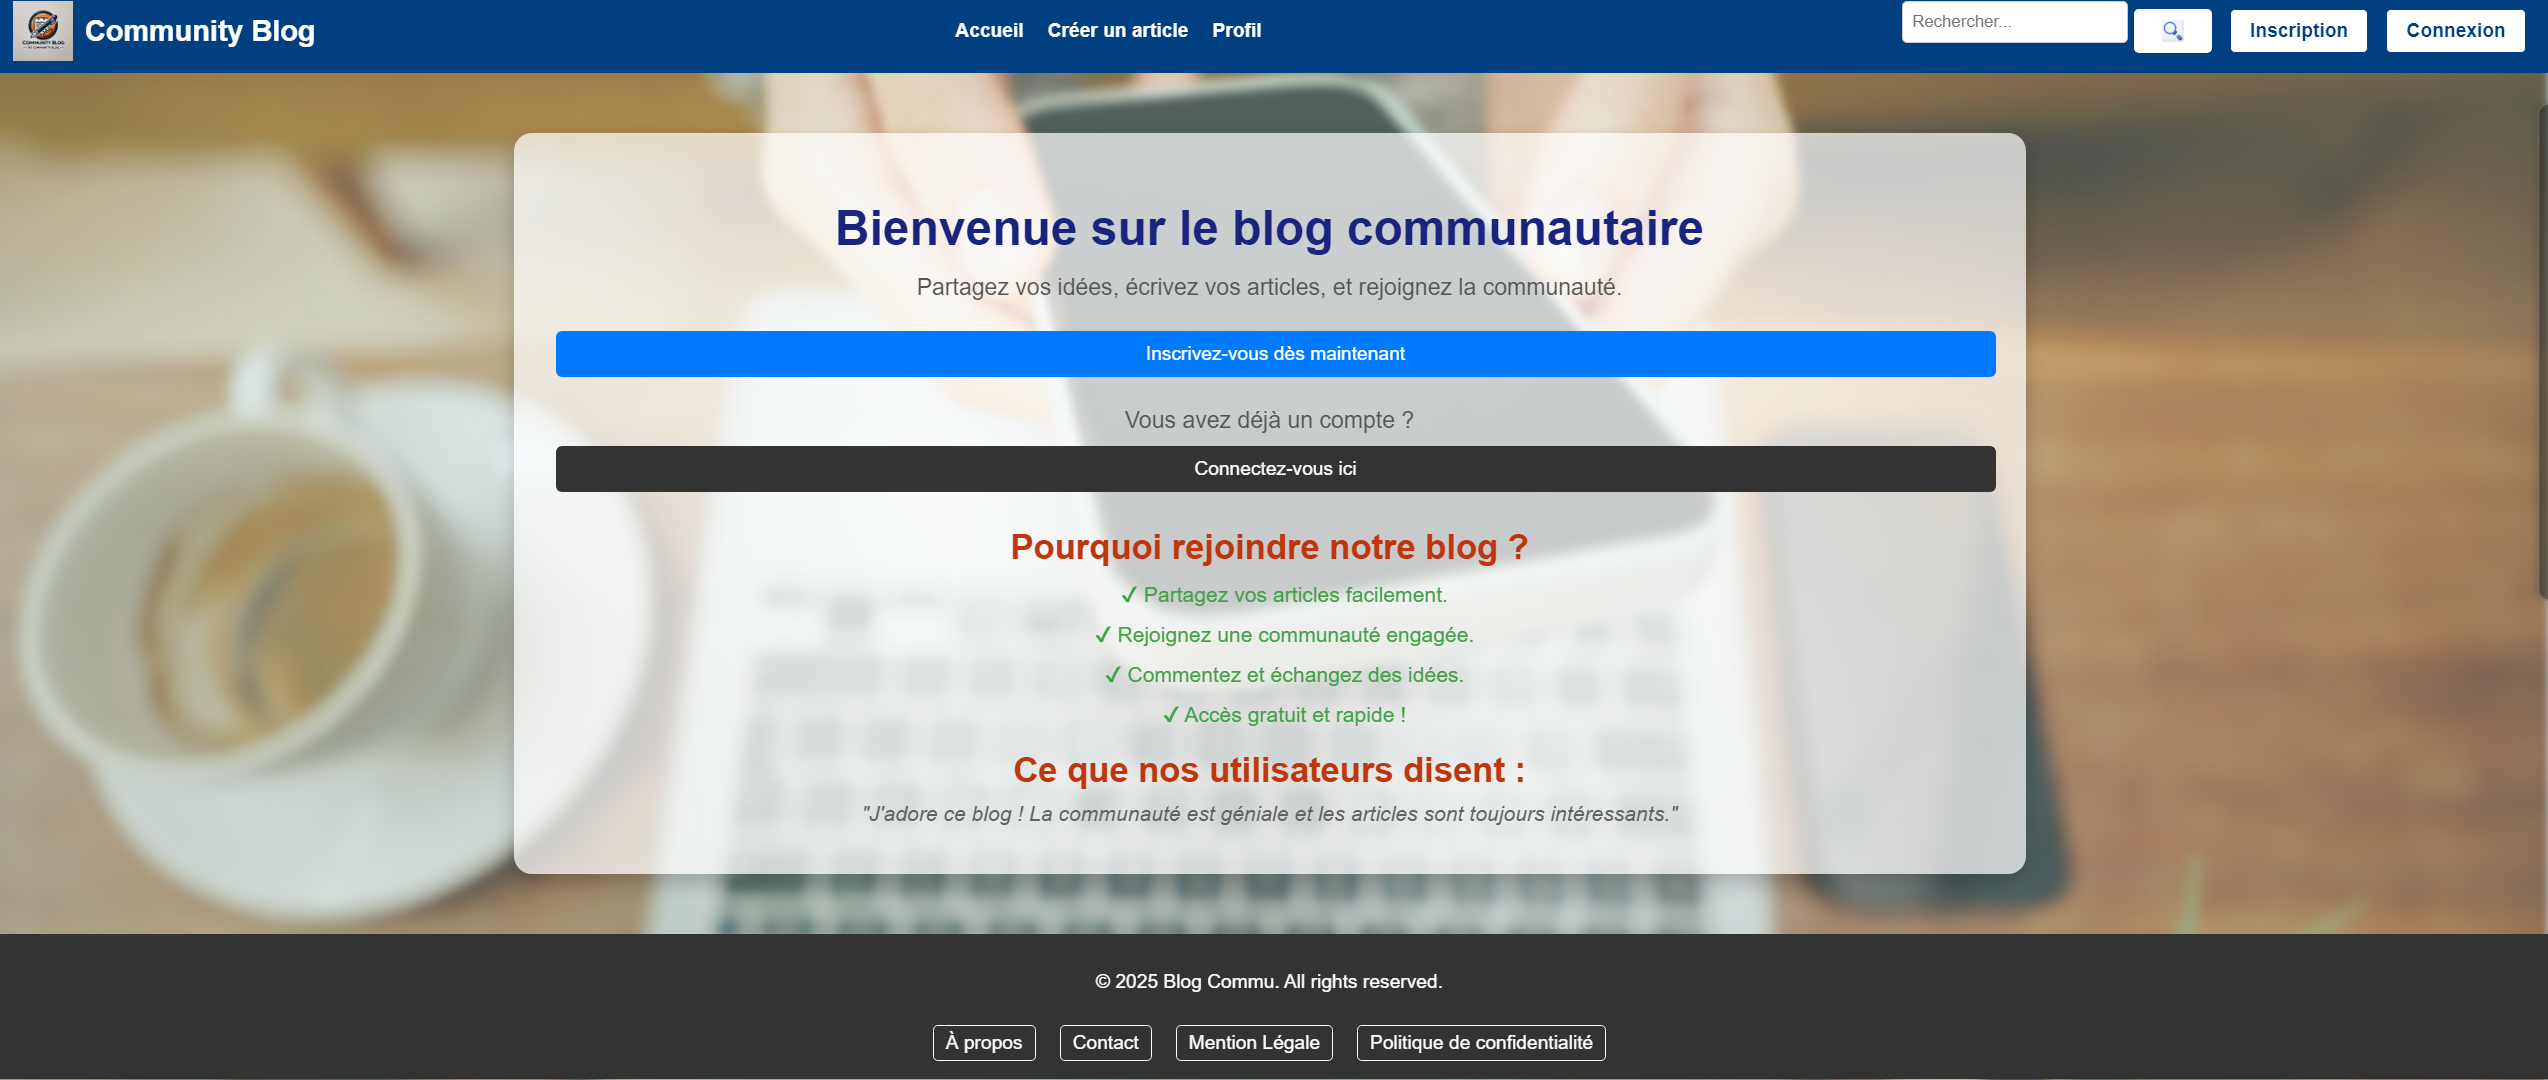 COMMUNITY BLOG
Community Blog
Accueil
Créer un article
Profil
Rechercher...
Inscription
Connexion
Bienvenue sur le blog communautaire
Partagez vos idées, écrivez vos articles, et rejoignez la communauté.
Inscrivez-vous dès maintenant
Vous avez déjà un compte ?
Connectez-vous ici
Pourquoi rejoindre notre blog ?
✓ Partagez vos articles facilement.
✓ Rejoignez une communauté engagée.
✓ Commentez et échangez des idées.
✓ Accès gratuit et rapide !
Ce que nos utilisateurs disent :
"J'adore ce blog ! La communauté est géniale et les articles sont toujours intéressants."
© 2025 Blog Commu. All rights reserved.
À propos
Contact
Mention Légale
Politique de confidentialité